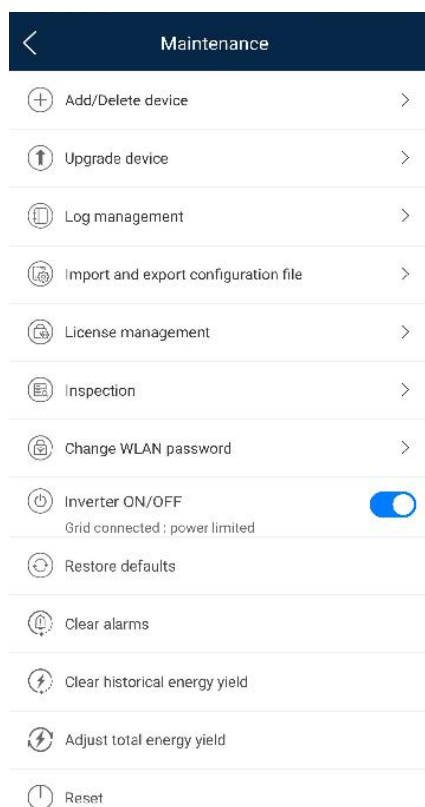 Maintenance
Add/Delete device
Upgrade device
Log management
Import and export configuration file
License management
Inspection
Change WLAN password
Inverter ON/OFF
Grid connected : power limited
Restore defaults
Clear alarms
Clear historical energy yield
Adjust total energy yield
Reset